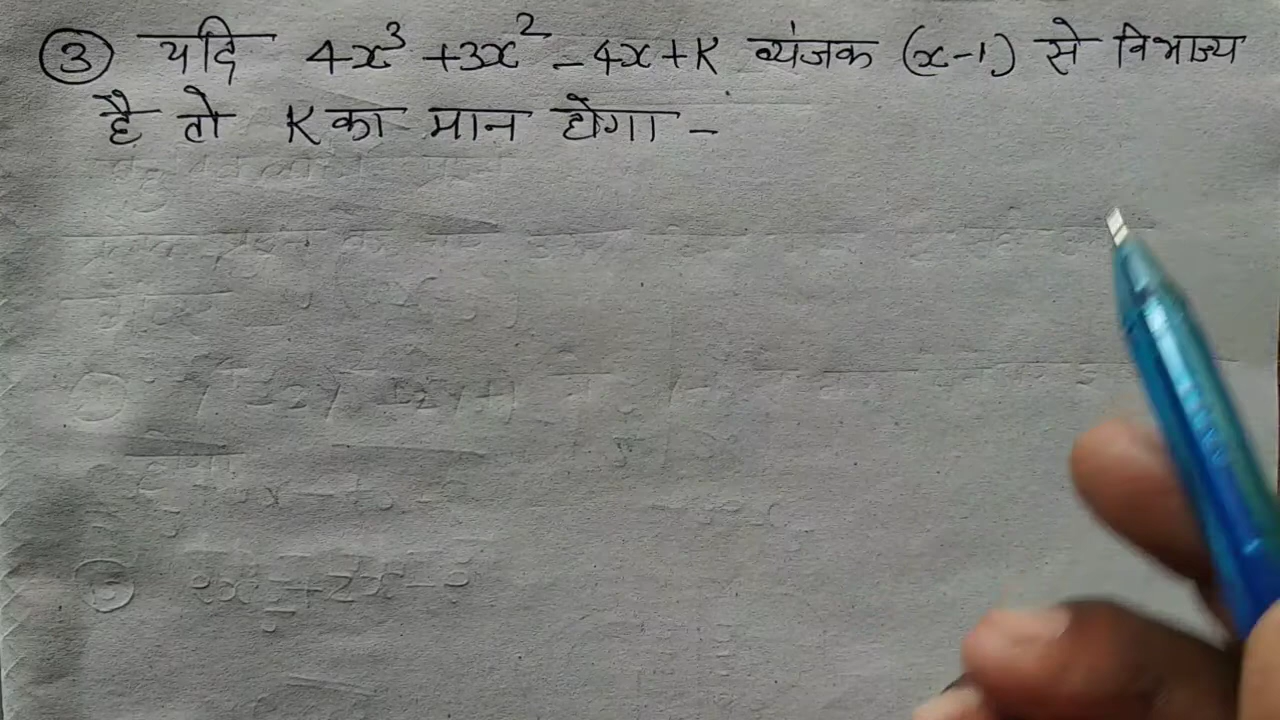 ③ यदि 4x³ +3x² - 4x+K व्यंजक (x-1) से विभाज्य
है तो K का मान होगा -